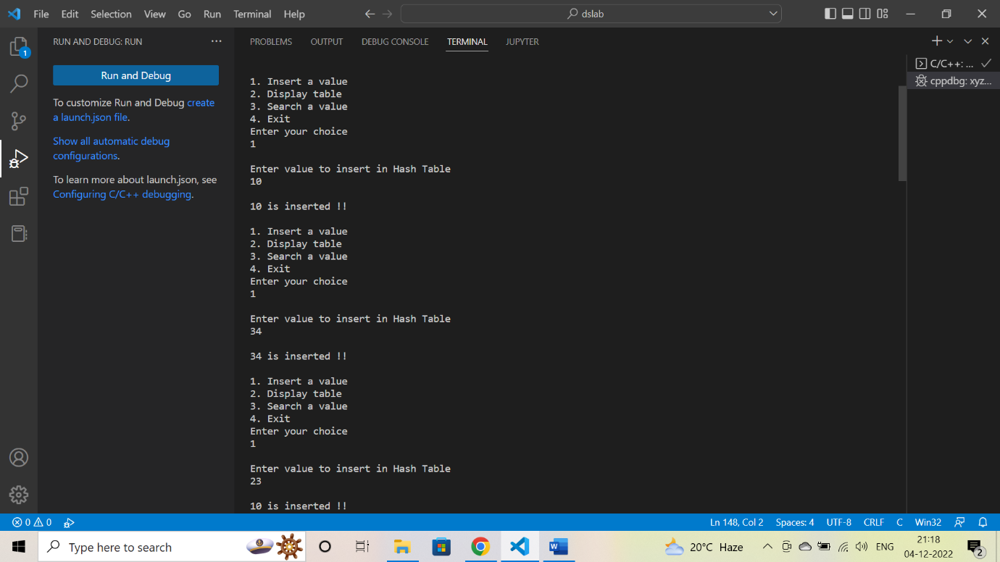 File Edit Selection View Go Run Terminal Help
dslab
RUN AND DEBUG: RUN
Run and Debug
To customize Run and Debug create
a launch.json file.
Show all automatic debug
configurations.
To learn more about launch.json, see
Configuring C/C++ debugging.
1
PROBLEMS OUTPUT DEBUG CONSOLE TERMINAL JUPYTER
1. Insert a value
2. Display table
3. Search a value
4. Exit
Enter your choice
1
Enter value to insert in Hash Table
10
10 is inserted !!
1. Insert a value
2. Display table
3. Search a value
4. Exit
Enter your choice
1
Enter value to insert in Hash Table
34
34 is inserted !!
1. Insert a value
2. Display table
3. Search a value
4. Exit
Enter your choice
1
Enter value to insert in Hash Table
23
10 is inserted !!
C/C++: ...
cppdbg: xyz...
0 0
Ln 148, Col 2 Spaces: 4 UTF-8 CRLF C Win32
Type here to search
20°C Haze
ENG
21:18
04-12-2022
2